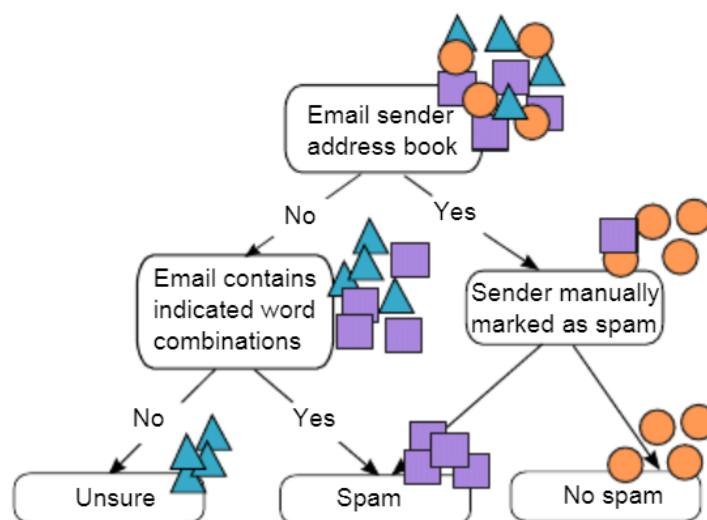 Email sender
address book
No
Yes
Email contains
indicated word
combinations
Sender manually
marked as spam
No
Yes
Unsure
Spam
No spam